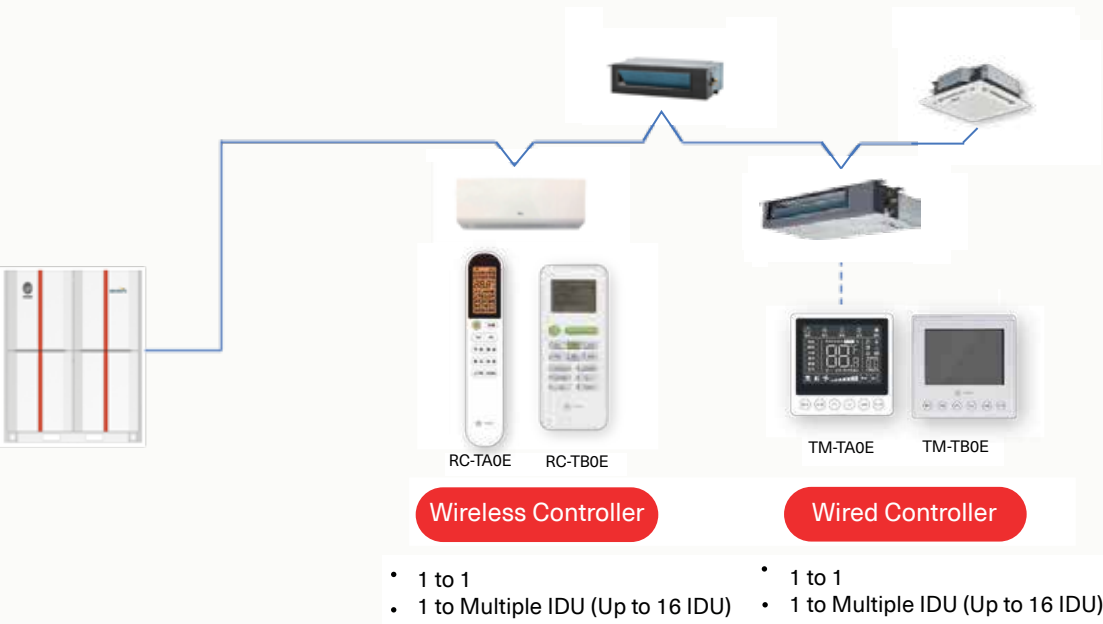 RC-TA0E
RC-TB0E
TM-TA0E
TM-TB0E
Wireless Controller
Wired Controller
• 1 to 1
• 1 to Multiple IDU (Up to 16 IDU)
• 1 to 1
• 1 to Multiple IDU (Up to 16 IDU)